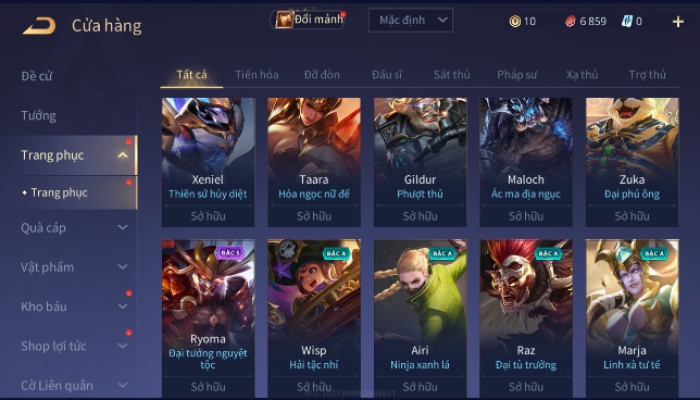 Cửa hàng
Đổi mảnh
Mặc định
10
6 859
0
Đề cử
Tướng
Trang phục
Trang phục
Quà cáp
Vật phẩm
Kho báu
Shop lợi tức
Cờ Liên quân
Tất cả
Tiến hóa
Đỡ đòn
Đấu sĩ
Sát thủ
Pháp sư
Xạ thủ
Trợ thủ
Xeniel
Thiên sứ hủy diệt
Sở hữu
Taara
Hỏa ngọc nữ đế
Sở hữu
Gildur
Phượt thủ
Sở hữu
Maloch
Ác ma địa ngục
Sở hữu
Zuka
Đại phú ông
Sở hữu
BẬC S
Ryoma
Đại tướng nguyệt
tộc
Sở hữu
BẬC A
Wisp
Hải tặc nhí
Sở hữu
BẬC A
Airi
Ninja xanh lá
Sở hữu
BẬC A
Raz
Đại tù trưởng
Sở hữu
BẬC A
Marja
Linh xà tư tế
Sở hữu